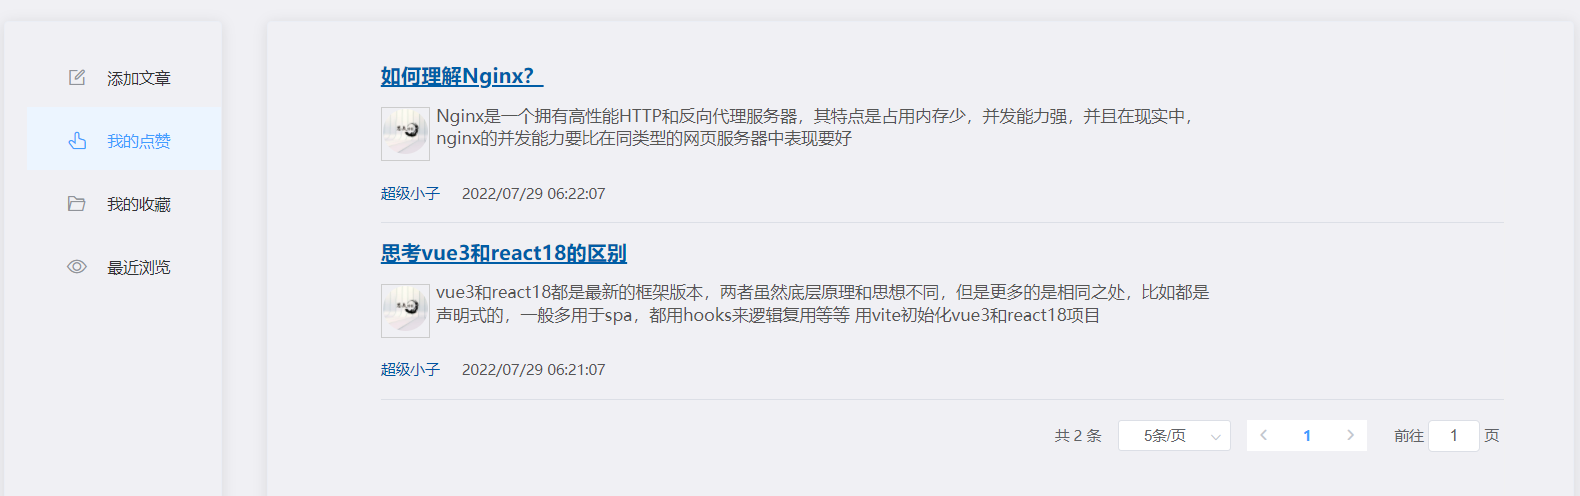 添加文章
我的点赞
我的收藏
最近浏览
如何理解Nginx？
Nginx是一个拥有高性能HTTP和反向代理服务器，其特点是占用内存少，并发能力强，并且在现实中，
nginx的并发能力要比在同类型的网页服务器中表现要好
超级小子 2022/07/29 06:22:07
思考vue3和react18的区别
vue3和react18都是最新的框架版本，两者虽然底层原理和思想不同，但是更多的是相同之处，比如都是
声明式的，一般多用于spa，都用hooks来逻辑复用等等 用vite初始化vue3和react18项目
超级小子 2022/07/29 06:21:07
共 2 条 5条/页 1 前往 1 页